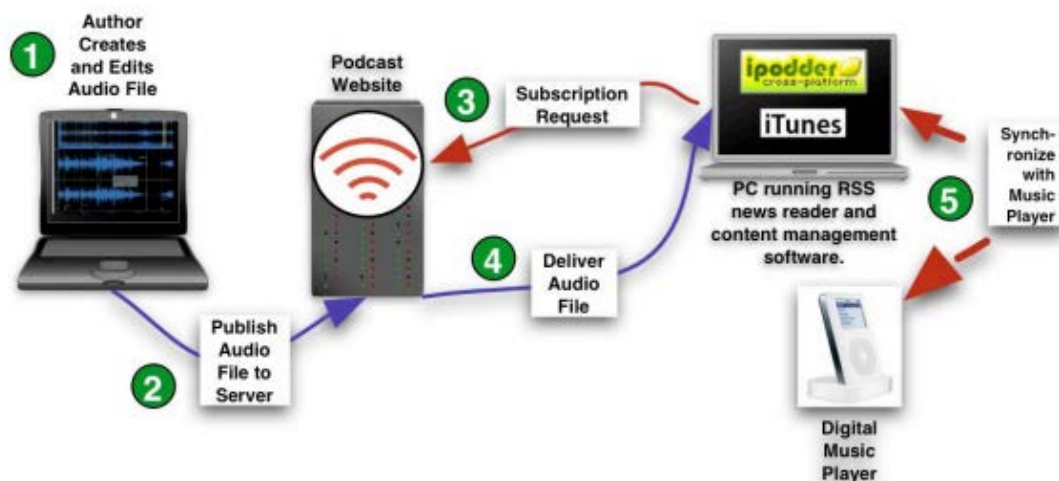 1
Author
Creates
and Edits
Audio File
2
Publish
Audio
File to
Server
Podcast
Website
3
Subscription
Request
4
Deliver
Audio
File
ipodder
cross-platform
iTunes
PC running RSS
news reader and
content management
software.
5
Synch-
ronize
with
Music
Player
Digital
Music
Player